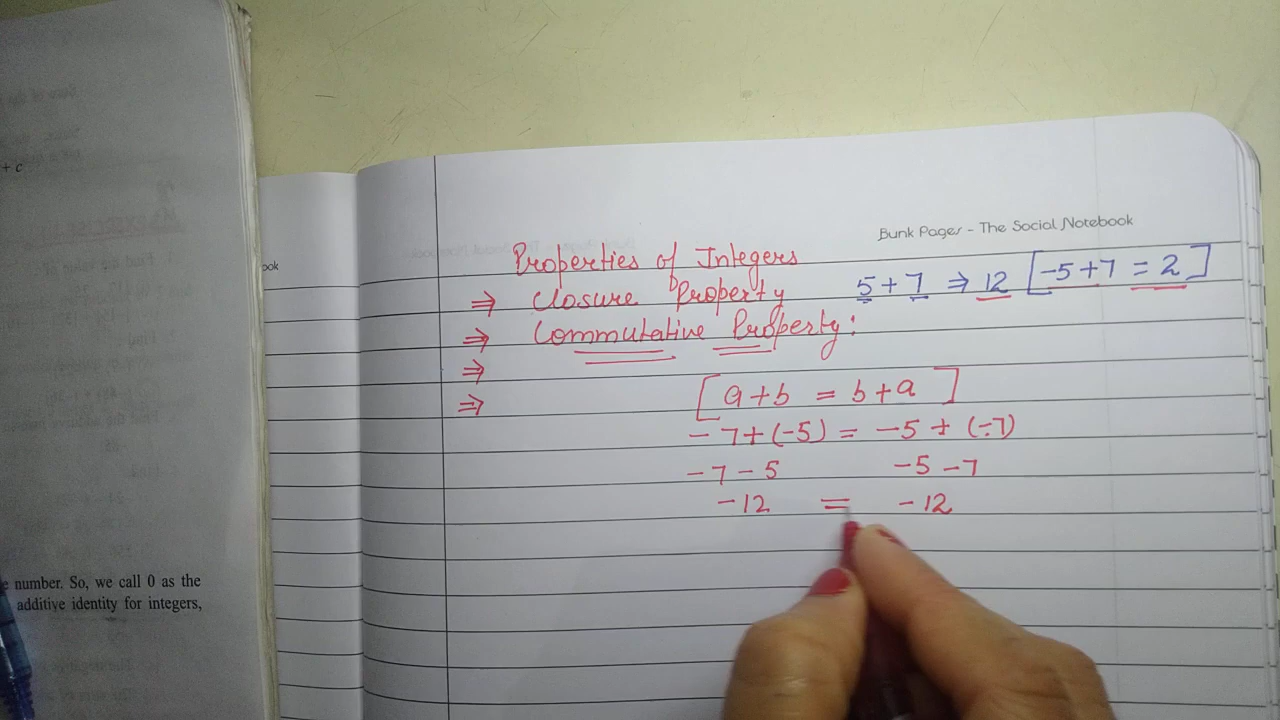 + c
ook
e number. So, we call 0 as the
additive identity for integers,
Bunk Pages - The Social Notebook
Properties of Integers
⇒ Closure Property 5 + 7 ⇒ 12 [-5 + 7 = 2]
⇒ Commutative Property:
⇒
⇒ [a + b = b + a]
- 7 + (-5) = -5 + (-7)
-7 - 5 -5 - 7
-12 = -12